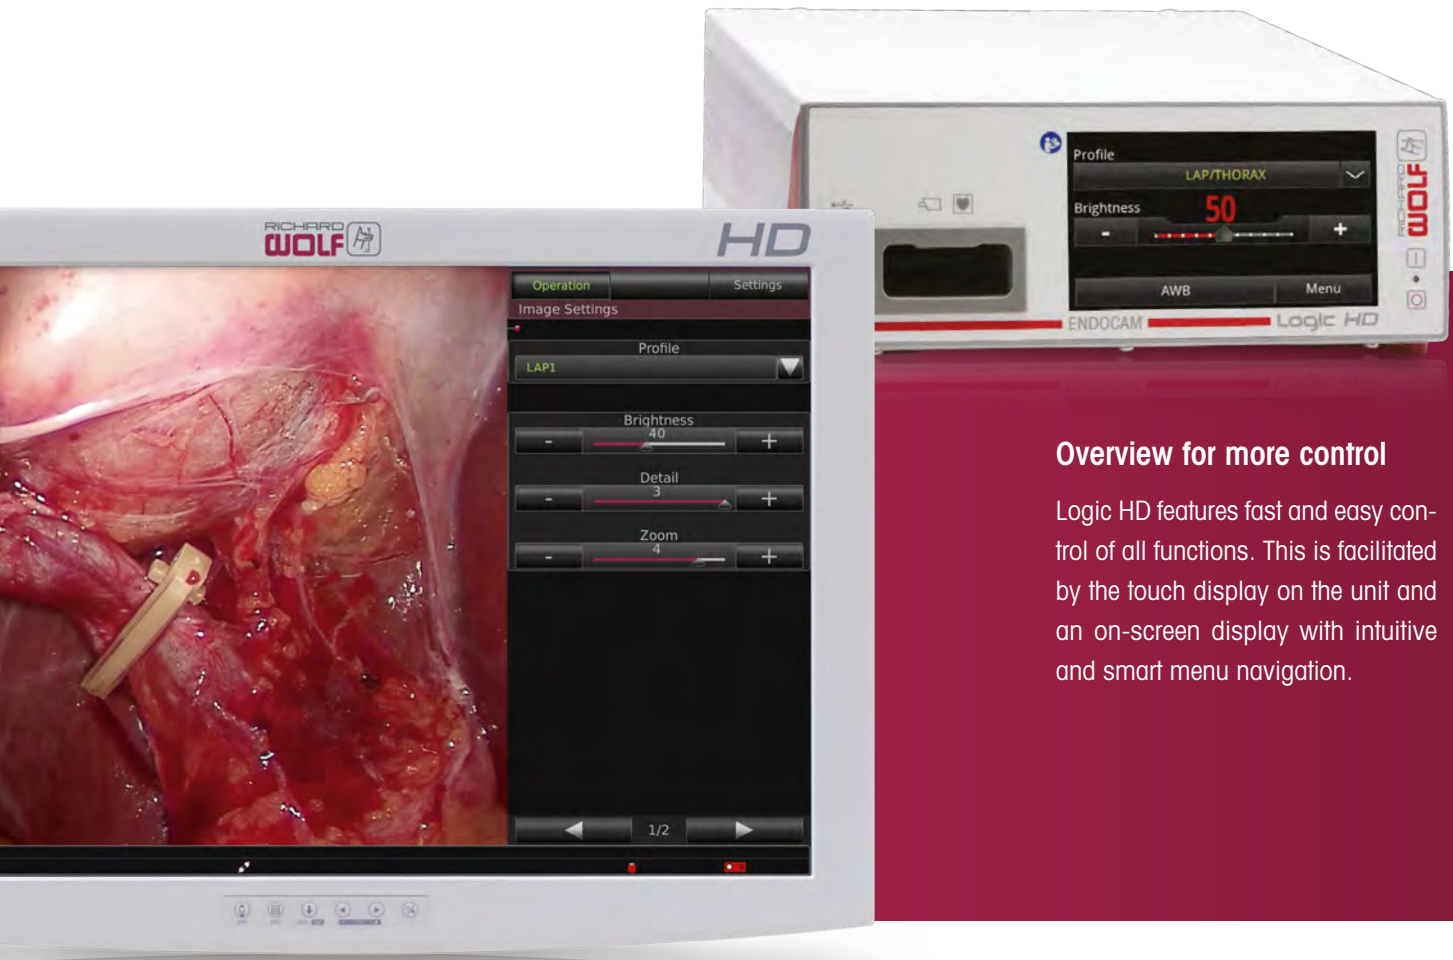 RICHARD
WOLF
HD
Operation
Settings
Image Settings
Profile
LAP1
Brightness
40
-
+
Detail
3
-
+
Zoom
4
-
+
1/2
Profile
LAP/THORAX
Brightness
50
-
+
AWB
Menu
ENDOCAM
Logic HD
RICHARD
WOLF
Overview for more control
Logic HD features fast and easy con-
trol of all functions. This is facilitated
by the touch display on the unit and
an on-screen display with intuitive
and smart menu navigation.